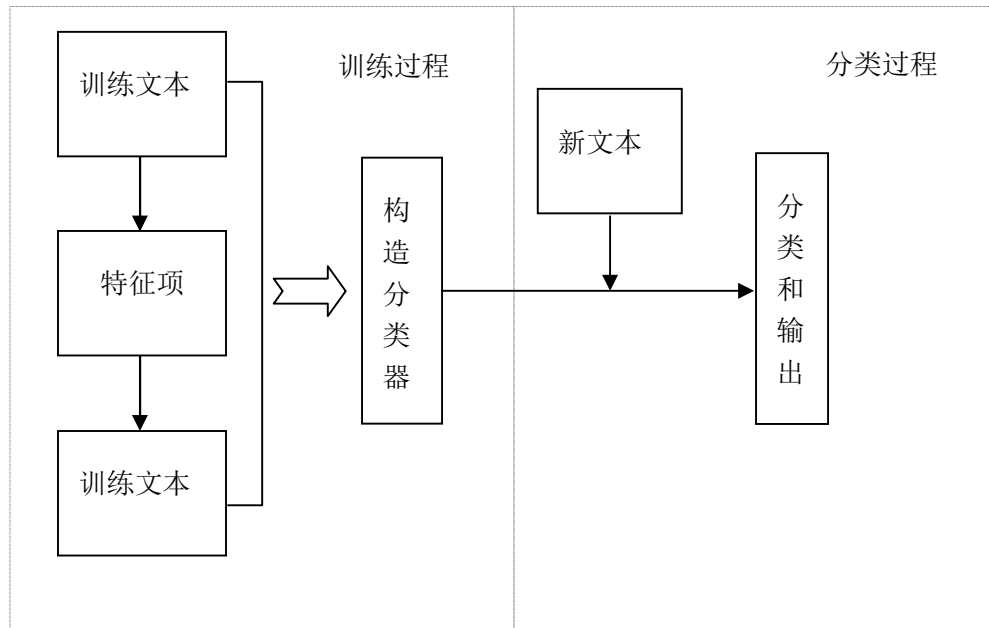 训练过程
训练文本
特征项
训练文本
构造分类器
分类过程
新文本
分类和输出